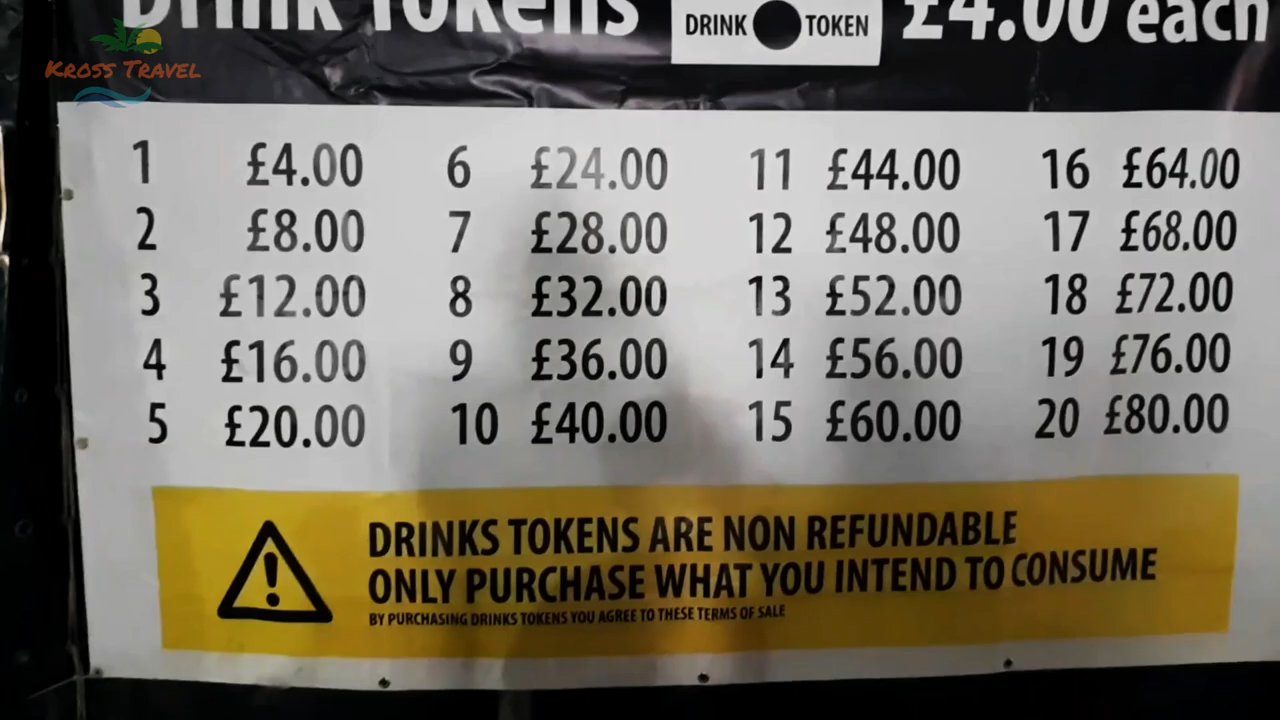 Drink Tokens DRINK TOKEN £4.00 each
KROSS TRAVEL
1 £4.00 6 £24.00 11 £44.00 16 £64.00
2 £8.00 7 £28.00 12 £48.00 17 £68.00
3 £12.00 8 £32.00 13 £52.00 18 £72.00
4 £16.00 9 £36.00 14 £56.00 19 £76.00
5 £20.00 10 £40.00 15 £60.00 20 £80.00
DRINKS TOKENS ARE NON REFUNDABLE
ONLY PURCHASE WHAT YOU INTEND TO CONSUME
BY PURCHASING DRINKS TOKENS YOU AGREE TO THESE TERMS OF SALE